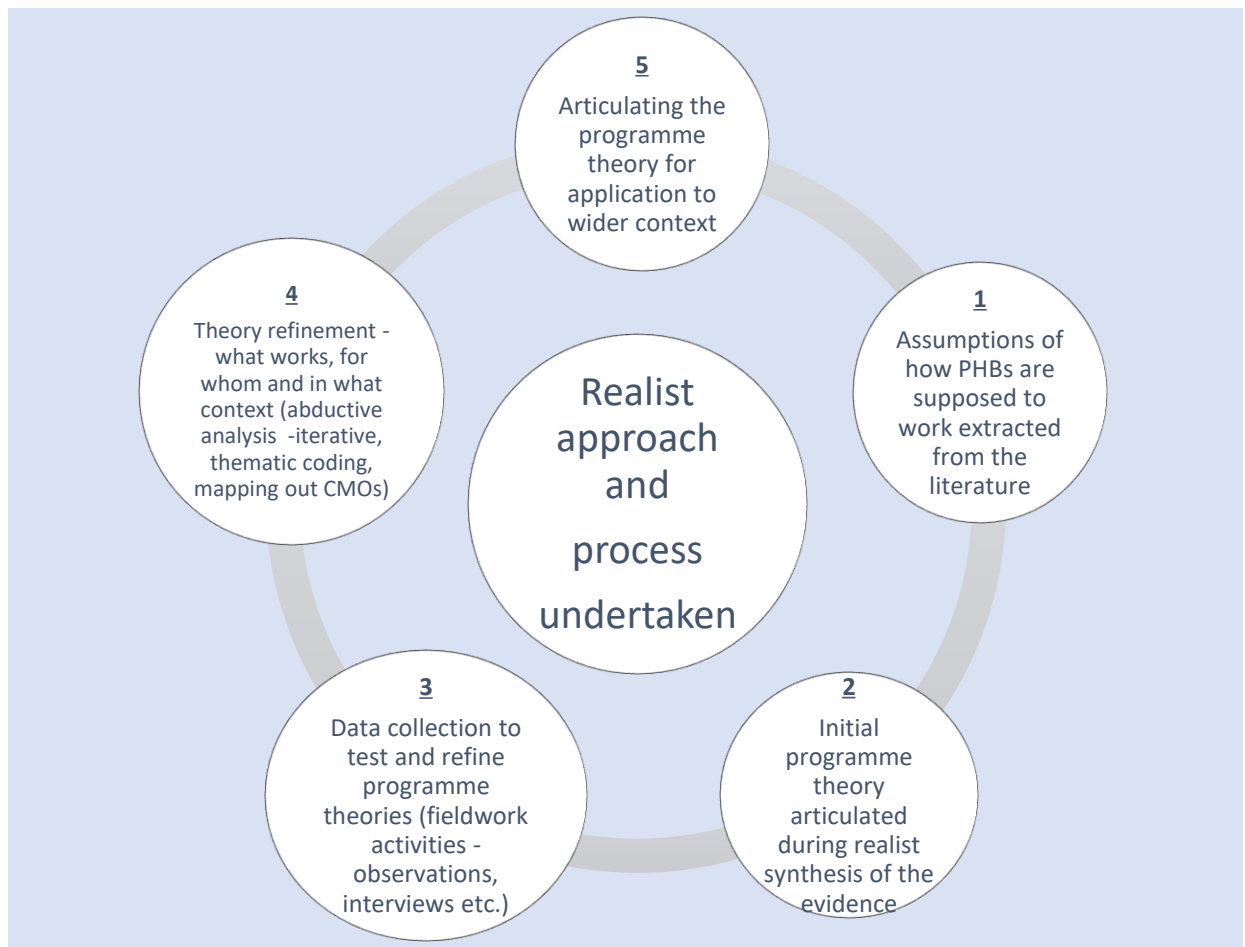 5
Articulating the
programme
theory for
application to
wider context
1
Assumptions of
how PHBs are
supposed to
work extracted
from the
literature
2
Initial
programme
theory
articulated
during realist
synthesis of the
evidence
3
Data collection to
test and refine
programme
theories (fieldwork
activities -
observations,
interviews etc.)
4
Theory refinement -
what works, for
whom and in what
context (abductive
analysis -iterative,
thematic coding,
mapping out CMOs)
Realist
approach
and
process
undertaken